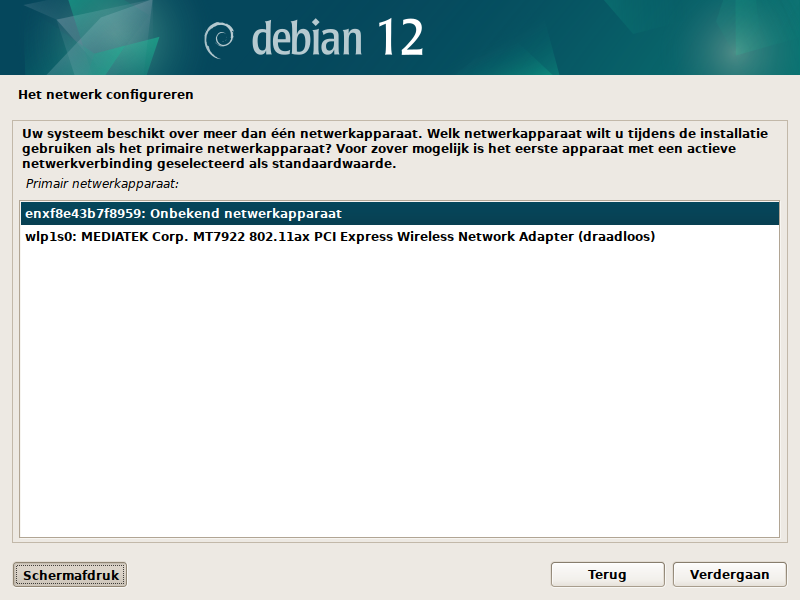 debian 12
Het netwerk configureren
Uw systeem beschikt over meer dan één netwerkapparaat. Welk netwerkapparaat wilt u tijdens de installatie
gebruiken als het primaire netwerkapparaat? Voor zover mogelijk is het eerste apparaat met een actieve
netwerkverbinding geselecteerd als standaardwaarde.
Primair netwerkapparaat:
enxf8e43b7f8959: Onbekend netwerkapparaat
wlp1s0: MEDIATEK Corp. MT7922 802.11ax PCI Express Wireless Network Adapter (draadloos)
Schermafdruk Terug Verdergaan